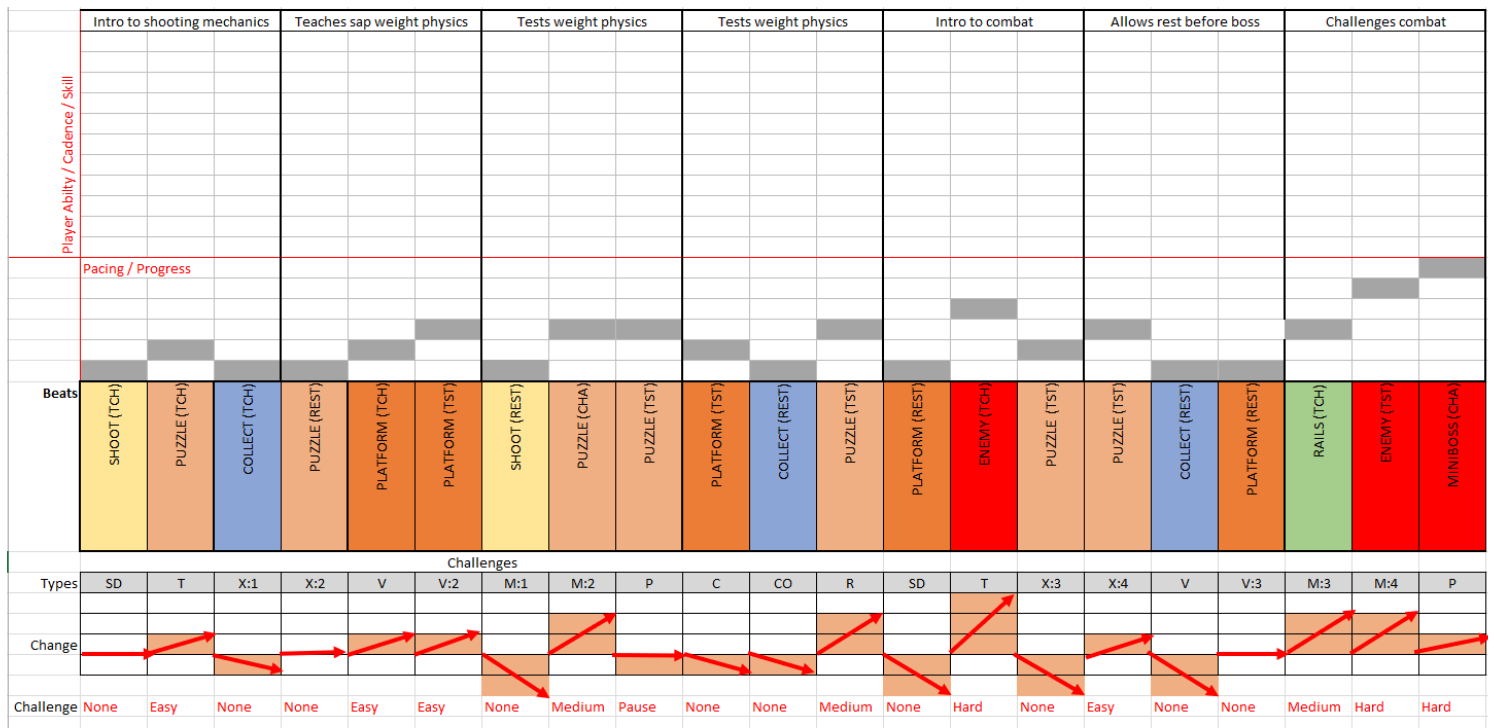 Intro to shooting mechanics Teaches sap weight physics Tests weight physics Tests weight physics Intro to combat Allows rest before boss Challenges combat
Player Abilty / Cadence / Skill
Pacing / Progress
Beats
SHOOT (TCH)
PUZZLE (TCH)
COLLECT (TCH)
PUZZLE (REST)
PLATFORM (TCH)
PLATFORM (TST)
SHOOT (REST)
PUZZLE (CHA)
PUZZLE (TST)
PLATFORM (TST)
COLLECT (REST)
PUZZLE (TST)
PLATFORM (REST)
ENEMY (TCH)
PUZZLE (TST)
PUZZLE (TST)
COLLECT (REST)
PLATFORM (REST)
RAILS (TCH)
ENEMY (TST)
MINIBOSS (CHA)
Challenges
Types SD T X:1 X:2 V V:2 M:1 M:2 P C CO R SD T X:3 X:4 V V:3 M:3 M:4 P
Change
Challenge None Easy None None Easy Easy None Medium Pause None None Medium None Hard None Easy None None Medium Hard Hard